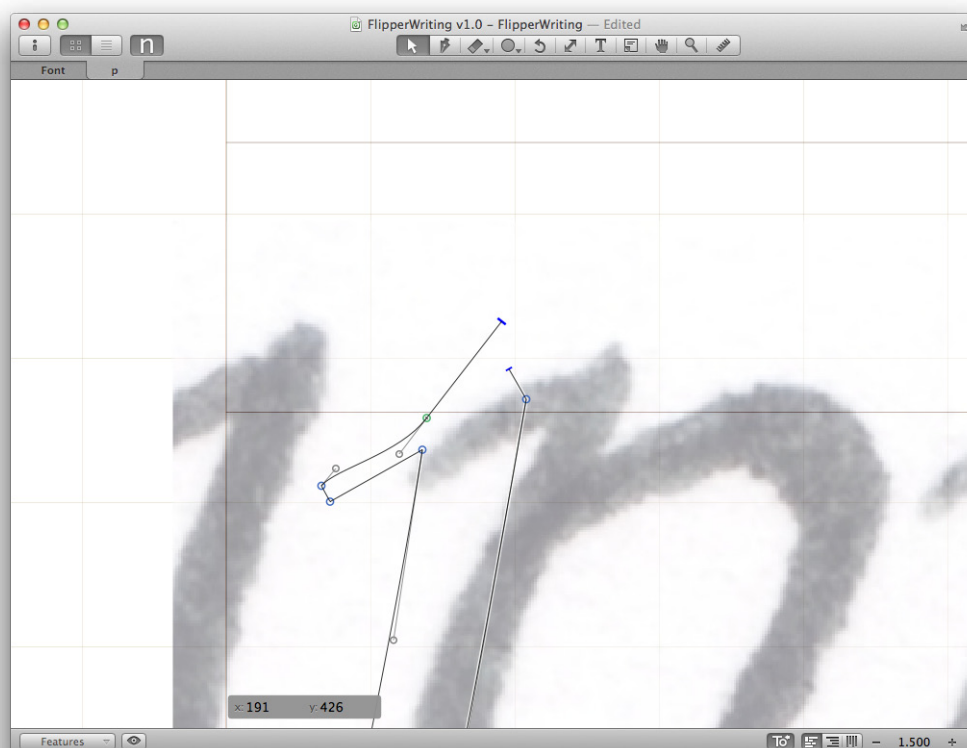 FlipperWriting v1.0 – FlipperWriting — Edited
n
T
Font p
x: 191 y: 426
Features
1.500